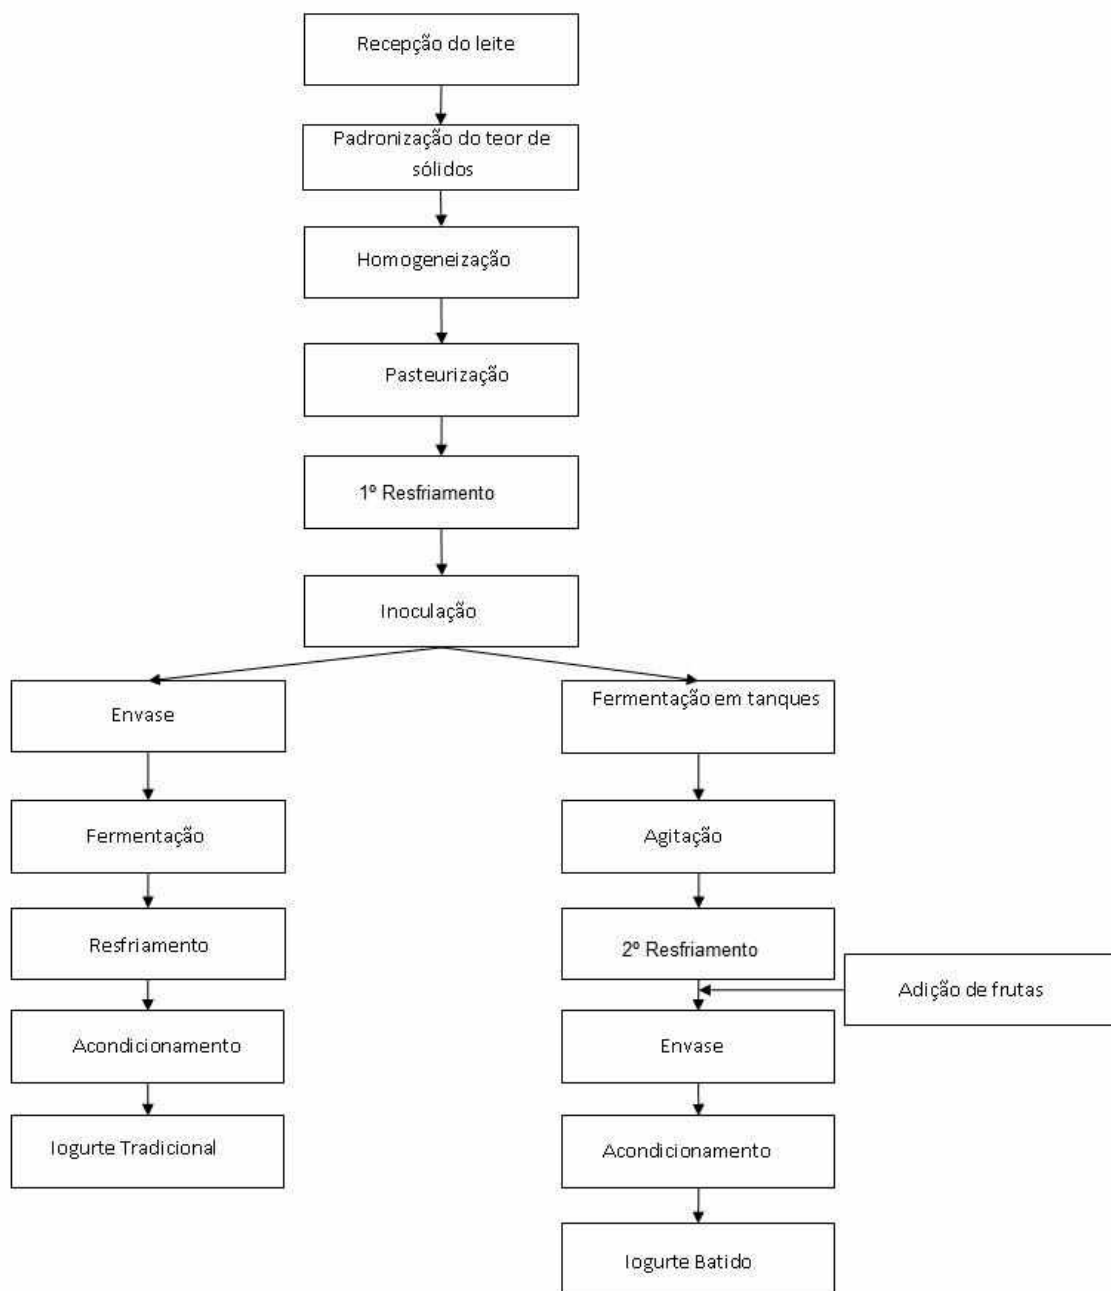 Recepção do leite
Padronização do teor de
sólidos
Homogeneização
Pasteurização
1º Resfriamento
Inoculação
Envase
Fermentação
Resfriamento
Acondicionamento
Iogurte Tradicional
Fermentação em tanques
Agitação
2º Resfriamento
Adição de frutas
Envase
Acondicionamento
Iogurte Batido